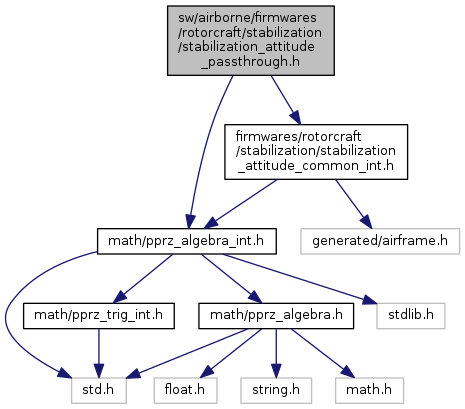 sw/airborne/firmwares
/rotorcraft/stabilization
/stabilization_attitude
_passthrough.h
firmwares/rotorcraft
/stabilization/stabilization
_attitude_common_int.h
math/pprz_algebra_int.h
generated/airframe.h
math/pprz_trig_int.h
math/pprz_algebra.h
stdlib.h
std.h
float.h
string.h
math.h